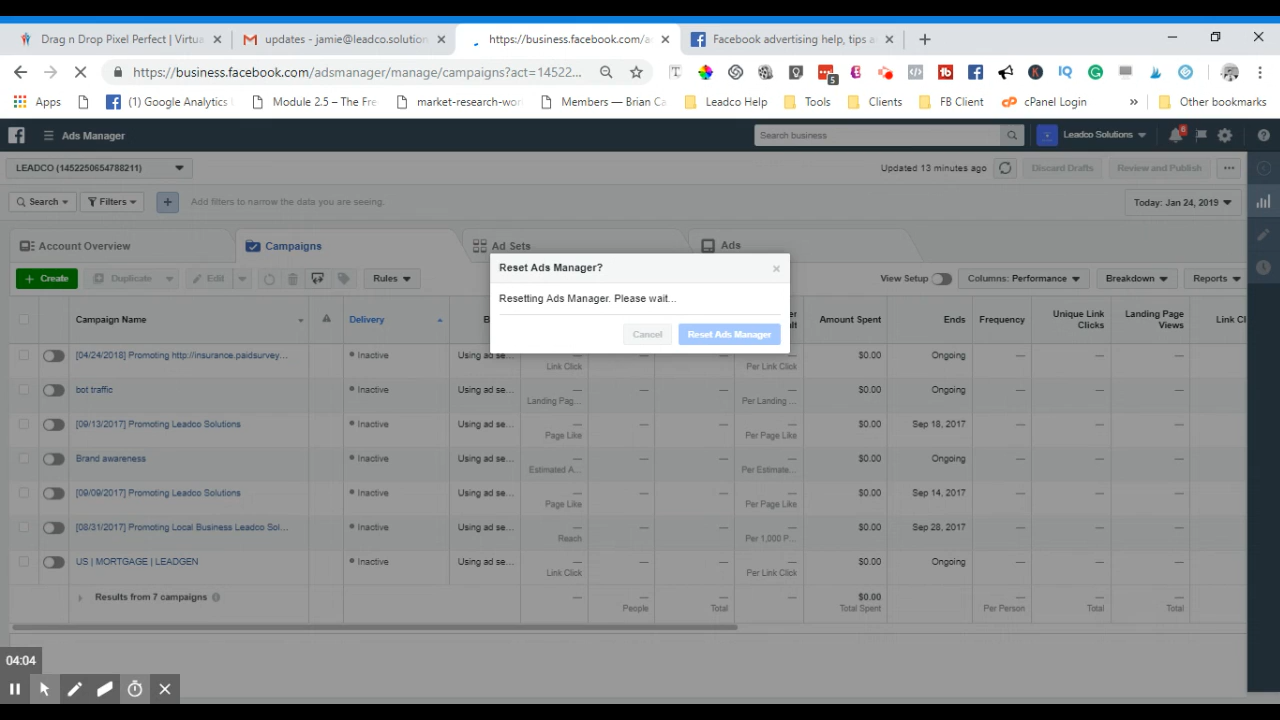 Drag n Drop Pixel Perfect | Virtua
updates - jamie@leadco.solution
https://business.facebook.com/a
Facebook advertising help, tips a
https://business.facebook.com/adsmanager/manage/campaigns?act=14522...
5
Apps
(1) Google Analytics
Module 2.5 – The Fre
market-research-wor
Members — Brian Ca
Leadco Help
Tools
Clients
FB Client
cPanel Login
»
Other bookmarks
Ads Manager
Search business
Leadco Solutions
6
LEADCO (1452250654788211)
Updated 13 minutes ago
Discard Drafts
Review and Publish
Search
Filters
Add filters to narrow the data you are seeing.
Today: Jan 24, 2019
Account Overview
Campaigns
Ad Sets
Ads
+ Create
Duplicate
Edit
Rules
View Setup
Columns: Performance
Breakdown
Reports
Reset Ads Manager?
Resetting Ads Manager. Please wait...
Cancel
Reset Ads Manager
Campaign Name
Delivery
Amount Spent
Ends
Frequency
Unique Link Clicks
Landing Page Views
Link Cl
[04/24/2018] Promoting http://insurance.paidsurvey... Inactive Using ad se... — Link Click — — — Per Link Click $0.00 Ongoing — — —
bot traffic Inactive Using ad se... — Landing Pag... — — — Per Landing ... $0.00 Ongoing — — —
[09/13/2017] Promoting Leadco Solutions Inactive Using ad se... — Page Like — — — Per Page Like $0.00 Sep 18, 2017 — — —
Brand awareness Inactive Using ad se... — Estimated A... — — — Per Estimate... $0.00 Ongoing — — —
[09/09/2017] Promoting Leadco Solutions Inactive Using ad se... — Page Like — — — Per Page Like $0.00 Sep 14, 2017 — — —
[08/31/2017] Promoting Local Business Leadco Sol... Inactive Using ad se... — Reach — — — Per 1,000 P... $0.00 Sep 28, 2017 — — —
US | MORTGAGE | LEADGEN Inactive Using ad se... — Link Click — — — Per Link Click $0.00 Ongoing — — —
Results from 7 campaigns — — People — Total — $0.00 Total Spent — Per Person — Total — Total
04:04